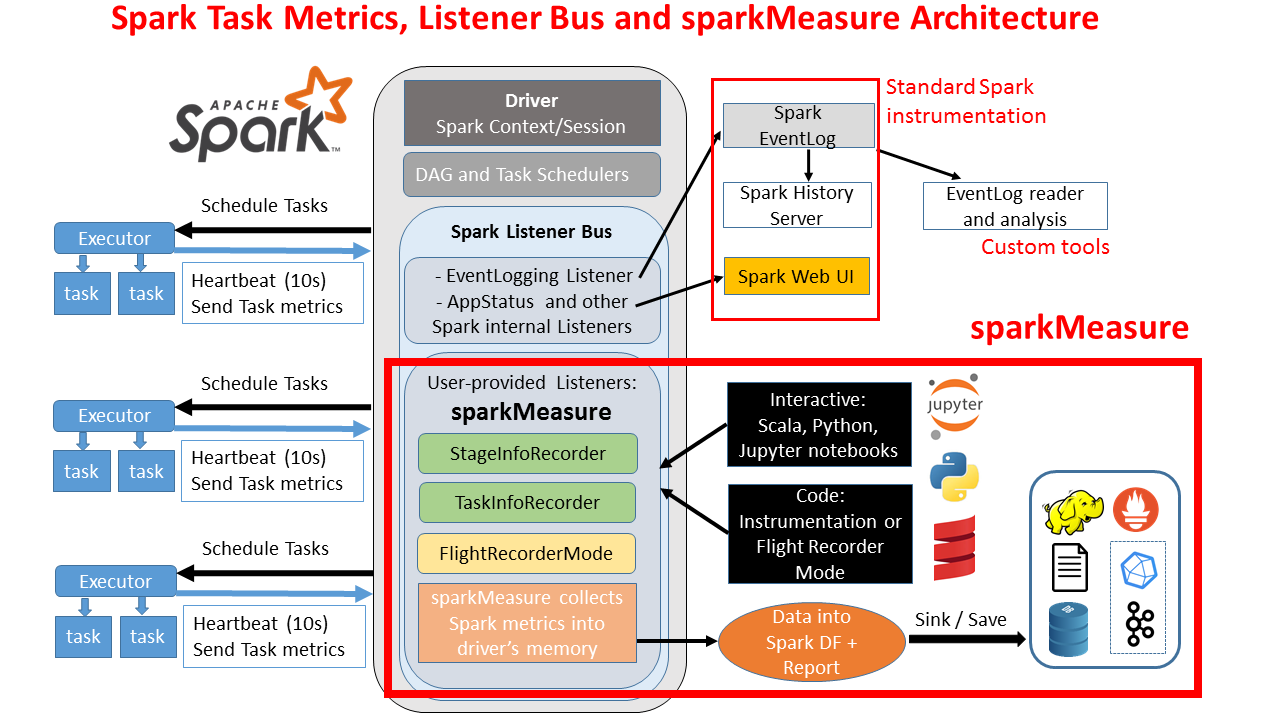 Spark Task Metrics, Listener Bus and sparkMeasure Architecture
APACHE
Spark
TM
Driver
Spark Context/Session
DAG and Task Schedulers
Spark Listener Bus
- EventLogging Listener
- AppStatus and other
Spark internal Listeners
Spark
EventLog
Spark History
Server
Spark Web UI
Standard Spark
instrumentation
EventLog reader
and analysis
Custom tools
Schedule Tasks
Executor
task
task
Heartbeat (10s)
Send Task metrics
Schedule Tasks
Executor
task
task
Heartbeat (10s)
Send Task metrics
Schedule Tasks
Executor
task
task
Heartbeat (10s)
Send Task metrics
sparkMeasure
User-provided Listeners:
sparkMeasure
StageInfoRecorder
TaskInfoRecorder
FlightRecorderMode
sparkMeasure collects
Spark metrics into
driver's memory
Interactive:
Scala, Python,
Jupyter notebooks
jupyter
Code:
Instrumentation or
Flight Recorder
Mode
Data into
Spark DF +
Report
Sink / Save